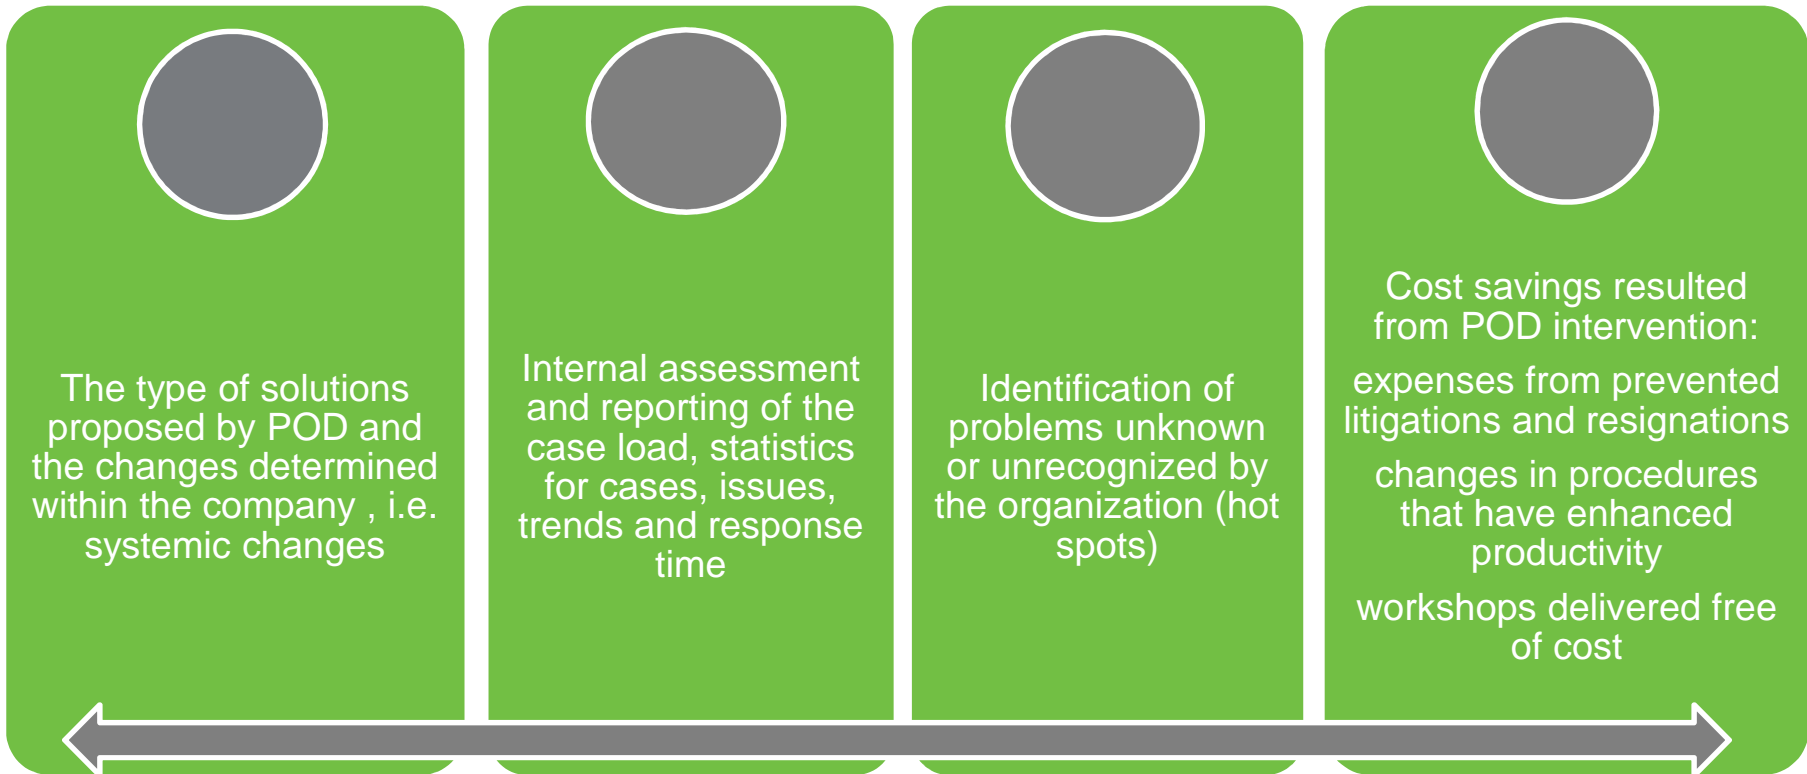 The type of solutions
proposed by POD and
the changes determined
within the company , i.e.
systemic changes
Internal assessment
and reporting of the
case load, statistics
for cases, issues,
trends and response
time
Identification of
problems unknown
or unrecognized by
the organization (hot
spots)
Cost savings resulted
from POD intervention:
expenses from prevented
litigations and resignations
changes in procedures
that have enhanced
productivity
workshops delivered free
of cost